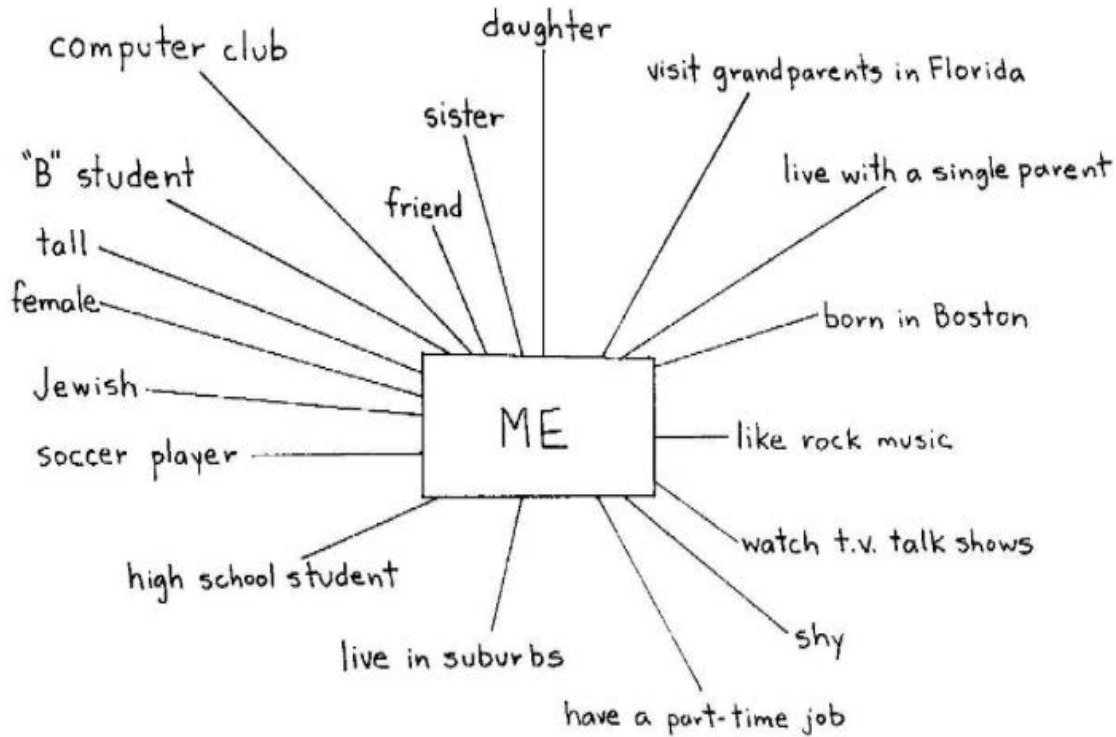 daughter
computer club
visit grandparents in Florida
sister
"B" student
live with a single parent
friend
tall
female
born in Boston
Jewish
ME
like rock music
soccer player
watch t.v. talk shows
high school student
shy
live in suburbs
have a part-time job